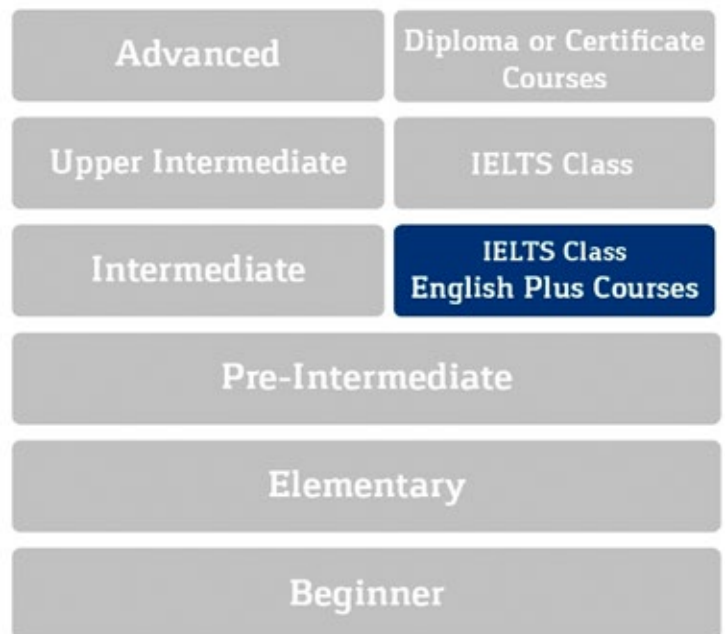 Advanced
Diploma or Certificate
Courses
Upper Intermediate
IELTS Class
Intermediate
IELTS Class
English Plus Courses
Pre-Intermediate
Elementary
Beginner